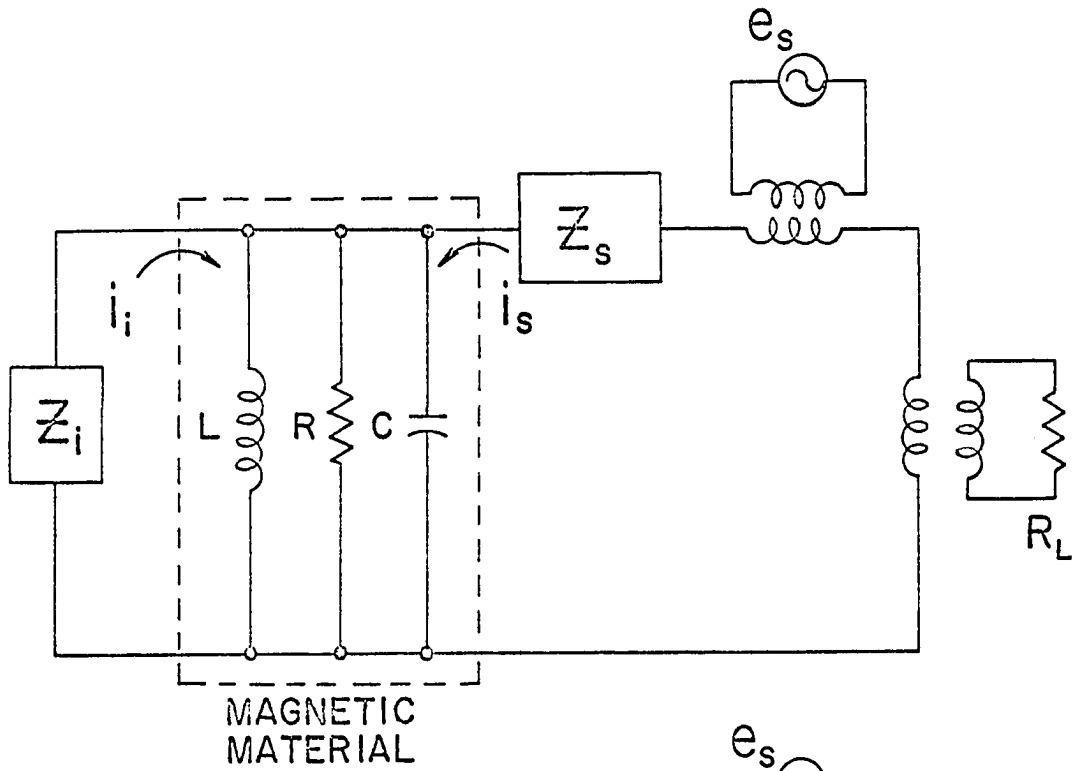 e_s
Z_s
i_i
i_s
Z_i
L
R
C
R_L
MAGNETIC
MATERIAL
e_s